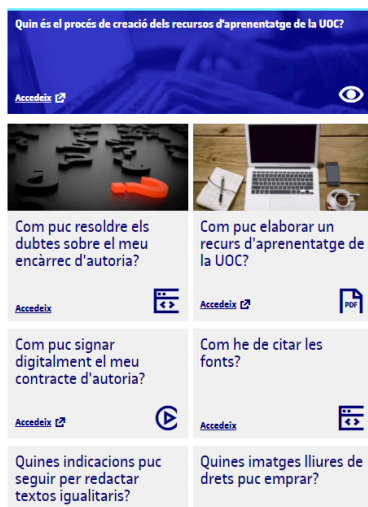 Quin és el procés de creació dels recursos d'aprenentatge de la UOC?
Accedeix
Com puc resoldre els
dubtes sobre el meu
encàrrec d'autoria?
Accedeix
Com puc elaborar un
recurs d'aprenentatge de
la UOC?
Accedeix
PDF
Com puc signar
digitalment el meu
contracte d'autoria?
Accedeix
Com he de citar les
fonts?
Accedeix
Quines indicacions puc
seguir per redactar
textos igualitaris?
Quines imatges lliures de
drets puc emprar?